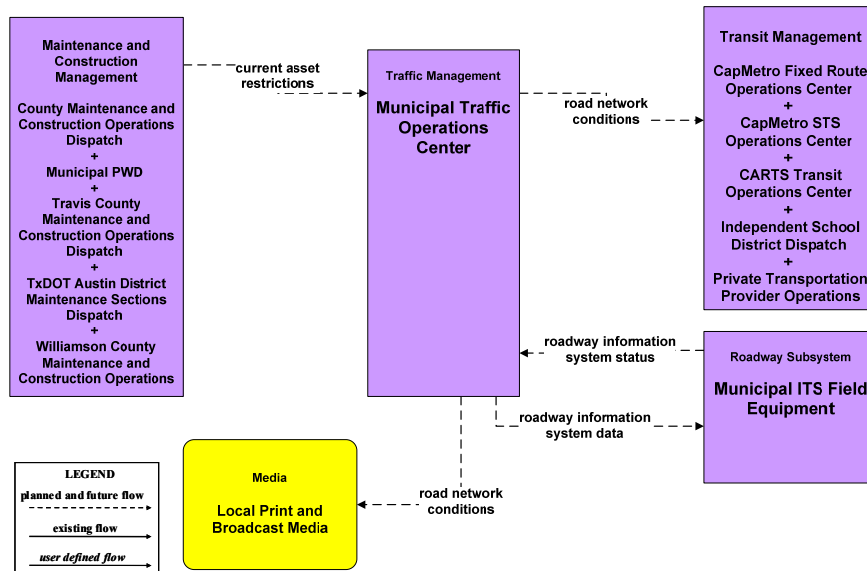 Maintenance and
Construction
Management
County Maintenance and
Construction Operations
Dispatch
+
Municipal PWD
+
Travis County
Maintenance and
Construction Operations
Dispatch
+
TxDOT Austin District
Maintenance Sections
Dispatch
+
Williamson County
Maintenance and
Construction Operations
current asset
restrictions
Traffic Management
Municipal Traffic
Operations
Center
road network
conditions
Transit Management
CapMetro Fixed Route
Operations Center
+
CapMetro STS
Operations Center
+
CARTS Transit
Operations Center
+
Independent School
District Dispatch
+
Private Transportation
Provider Operations
roadway information
system status
roadway information
system data
Roadway Subsystem
Municipal ITS Field
Equipment
road network
conditions
Media
Local Print and
Broadcast Media
LEGEND
planned and future flow
existing flow
user defined flow